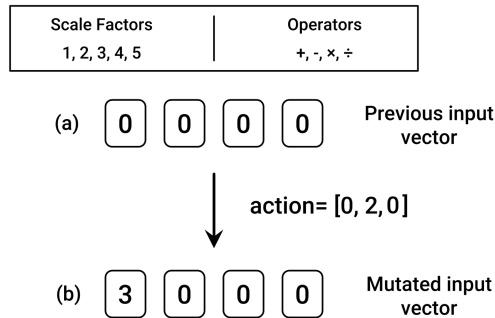 Scale Factors
Operators
1, 2, 3, 4, 5
+, -, ×, ÷
(a) 0 0 0 0 Previous input
vector
action= [0, 2, 0]
(b) 3 0 0 0 Mutated input
vector